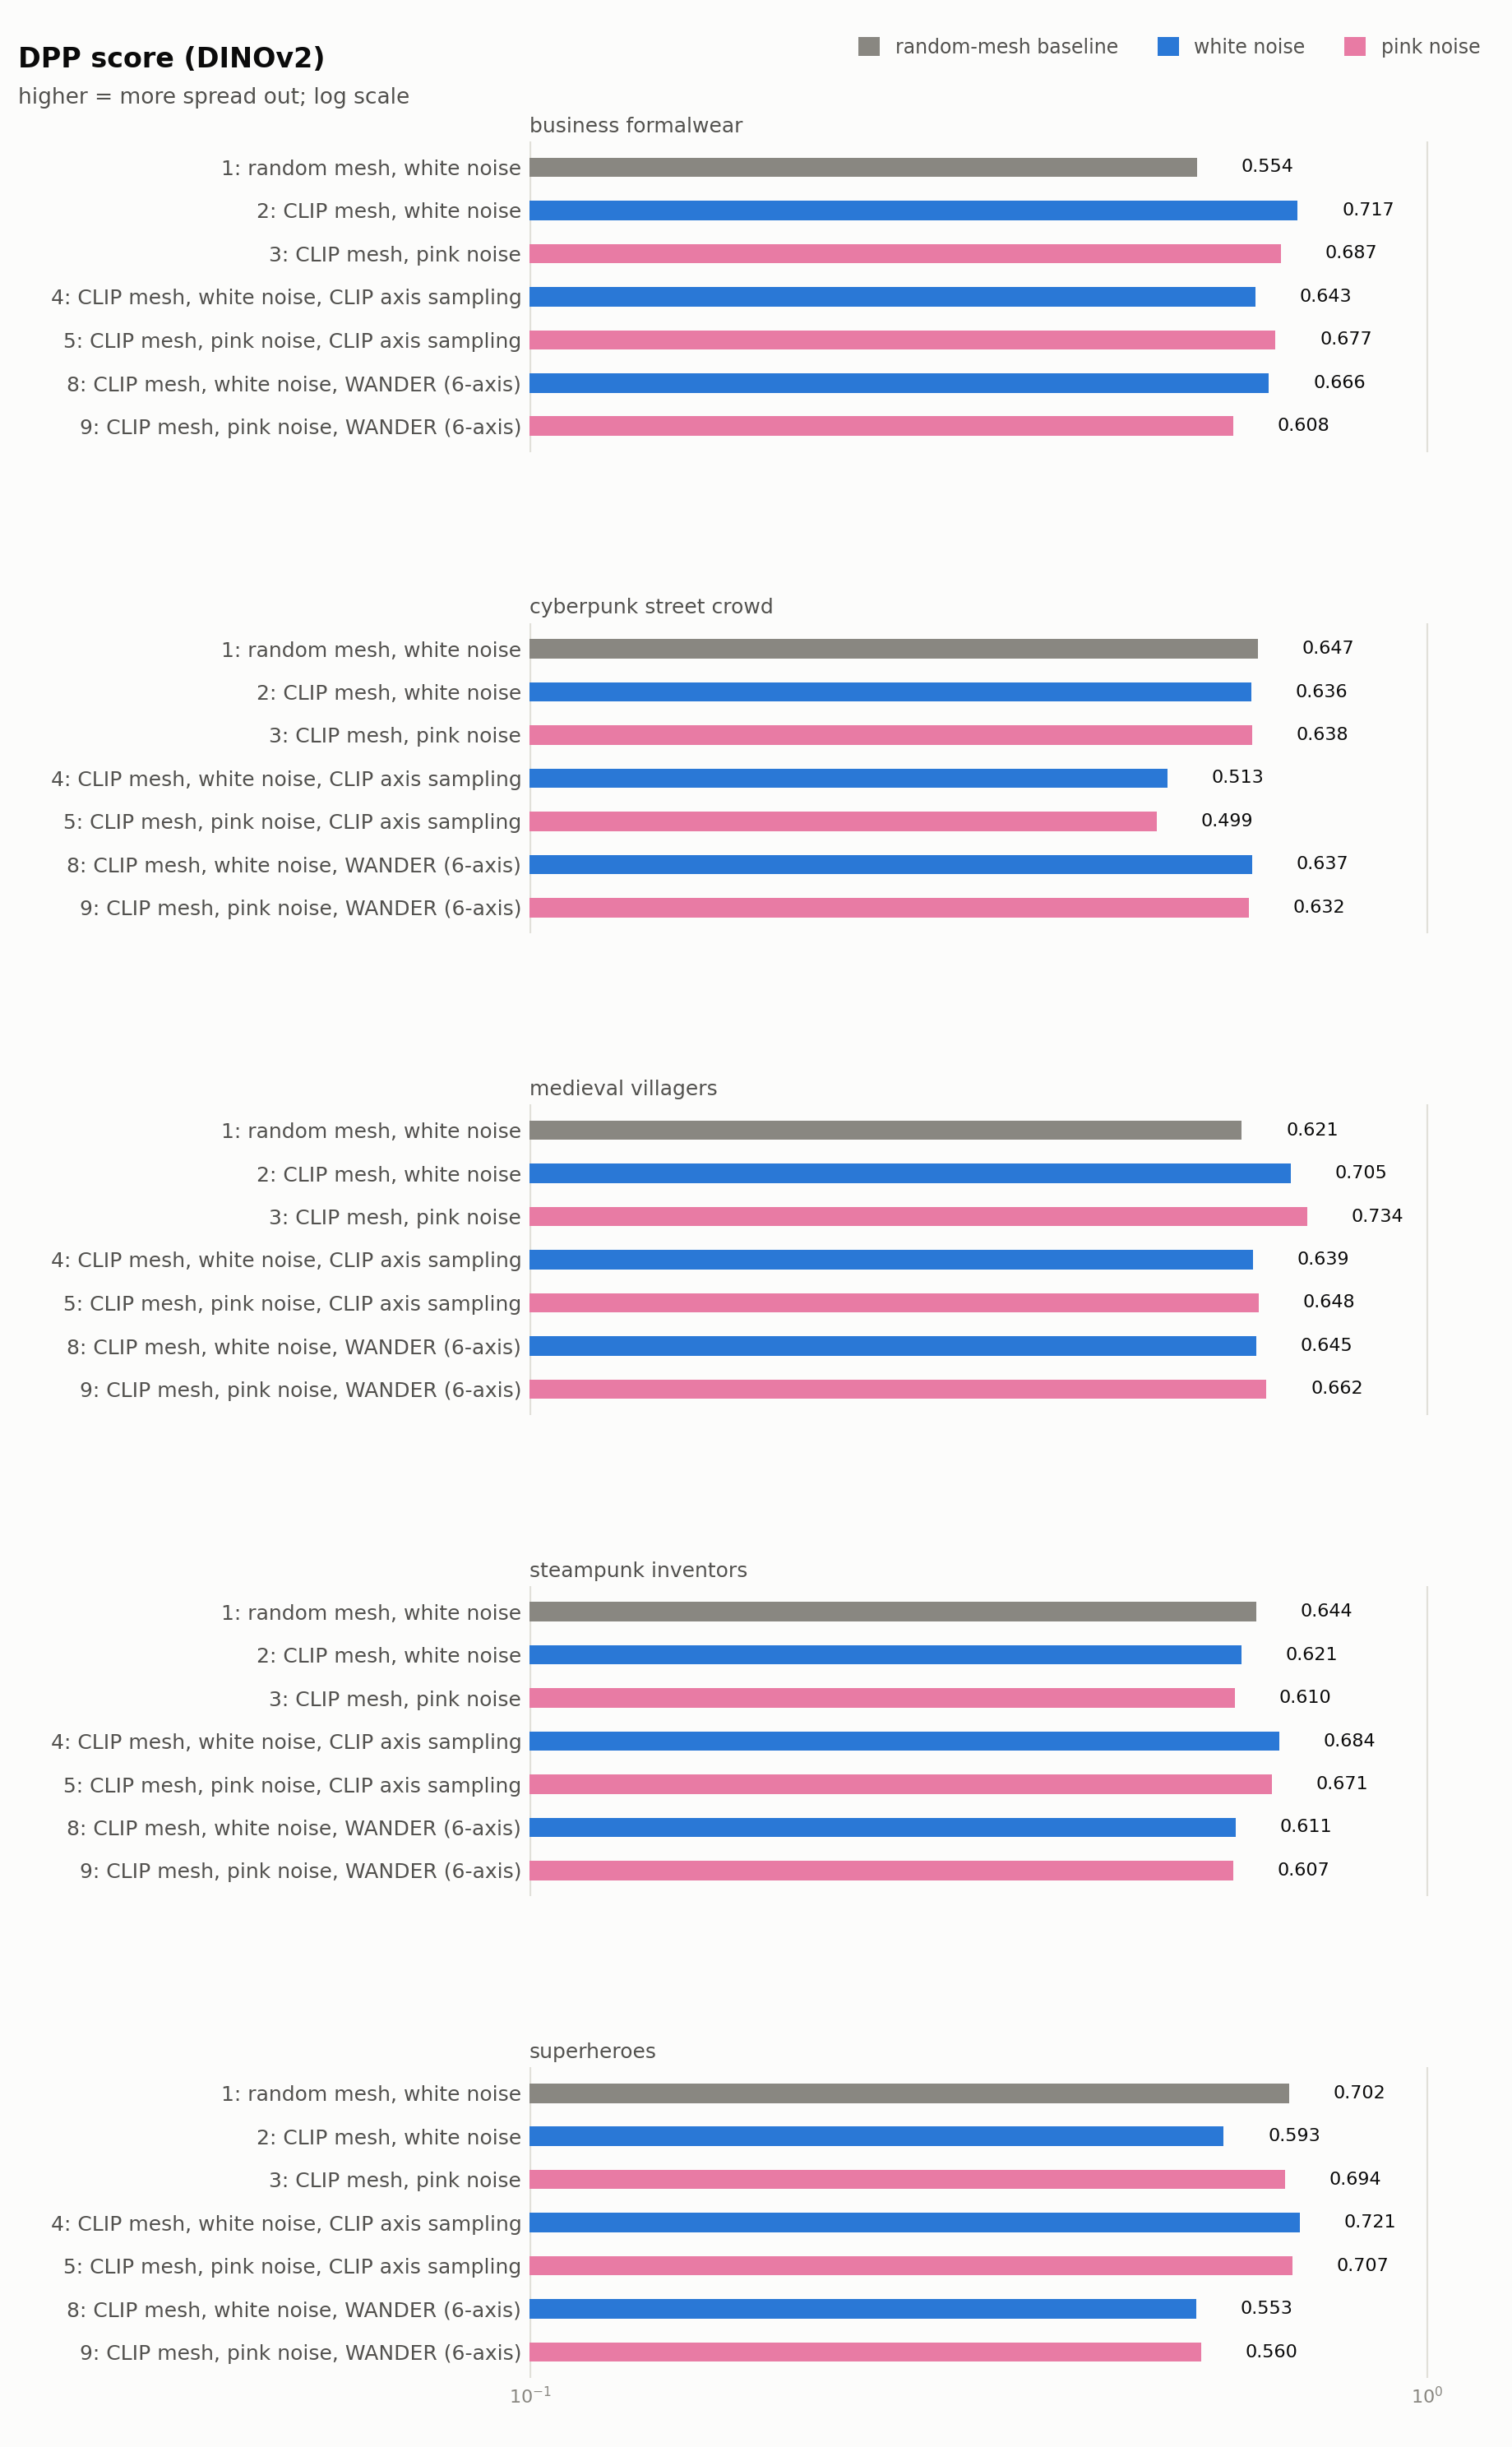 DPP score (DINOv2)
random-mesh baseline white noise pink noise
higher = more spread out; log scale
business formalwear
1: random mesh, white noise 0.554
2: CLIP mesh, white noise 0.717
3: CLIP mesh, pink noise 0.687
4: CLIP mesh, white noise, CLIP axis sampling 0.643
5: CLIP mesh, pink noise, CLIP axis sampling 0.677
8: CLIP mesh, white noise, WANDER (6-axis) 0.666
9: CLIP mesh, pink noise, WANDER (6-axis) 0.608
cyberpunk street crowd
1: random mesh, white noise 0.647
2: CLIP mesh, white noise 0.636
3: CLIP mesh, pink noise 0.638
4: CLIP mesh, white noise, CLIP axis sampling 0.513
5: CLIP mesh, pink noise, CLIP axis sampling 0.499
8: CLIP mesh, white noise, WANDER (6-axis) 0.637
9: CLIP mesh, pink noise, WANDER (6-axis) 0.632
medieval villagers
1: random mesh, white noise 0.621
2: CLIP mesh, white noise 0.705
3: CLIP mesh, pink noise 0.734
4: CLIP mesh, white noise, CLIP axis sampling 0.639
5: CLIP mesh, pink noise, CLIP axis sampling 0.648
8: CLIP mesh, white noise, WANDER (6-axis) 0.645
9: CLIP mesh, pink noise, WANDER (6-axis) 0.662
steampunk inventors
1: random mesh, white noise 0.644
2: CLIP mesh, white noise 0.621
3: CLIP mesh, pink noise 0.610
4: CLIP mesh, white noise, CLIP axis sampling 0.684
5: CLIP mesh, pink noise, CLIP axis sampling 0.671
8: CLIP mesh, white noise, WANDER (6-axis) 0.611
9: CLIP mesh, pink noise, WANDER (6-axis) 0.607
superheroes
1: random mesh, white noise 0.702
2: CLIP mesh, white noise 0.593
3: CLIP mesh, pink noise 0.694
4: CLIP mesh, white noise, CLIP axis sampling 0.721
5: CLIP mesh, pink noise, CLIP axis sampling 0.707
8: CLIP mesh, white noise, WANDER (6-axis) 0.553
9: CLIP mesh, pink noise, WANDER (6-axis) 0.560
10⁻¹ 10⁰